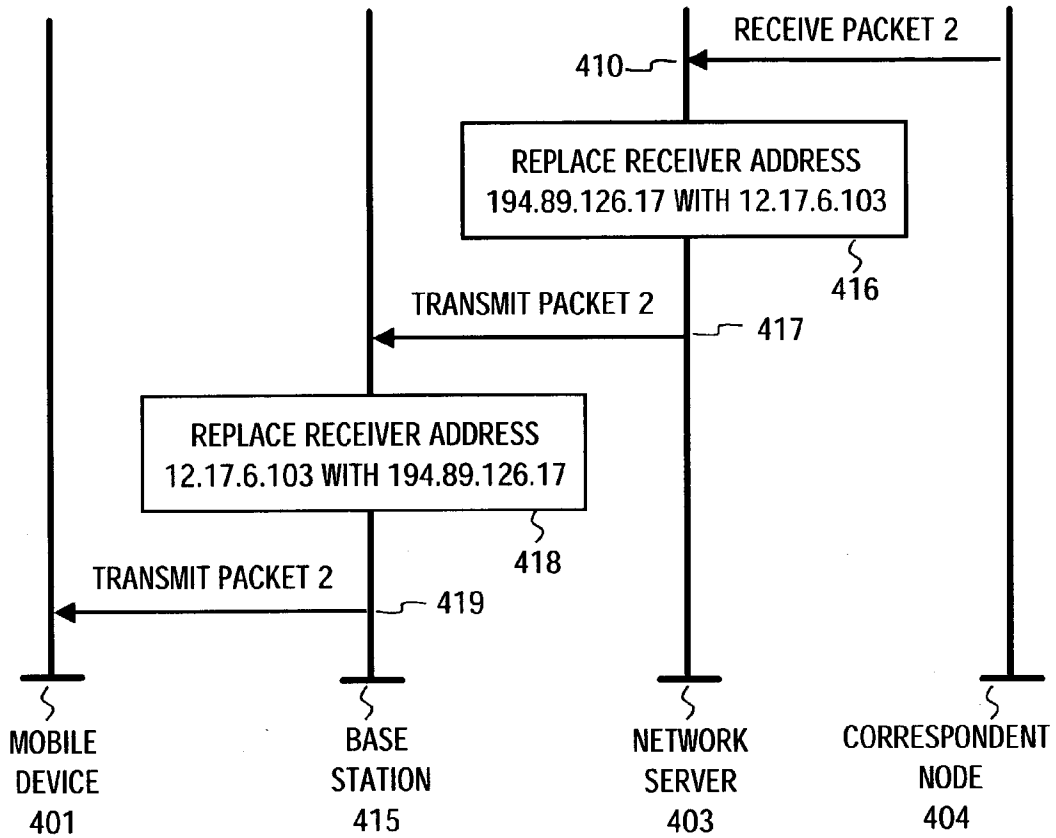 RECEIVE PACKET 2
410
REPLACE RECEIVER ADDRESS
194.89.126.17 WITH 12.17.6.103
416
TRANSMIT PACKET 2
417
REPLACE RECEIVER ADDRESS
12.17.6.103 WITH 194.89.126.17
418
TRANSMIT PACKET 2
419
MOBILE
DEVICE
401
BASE
STATION
415
NETWORK
SERVER
403
CORRESPONDENT
NODE
404